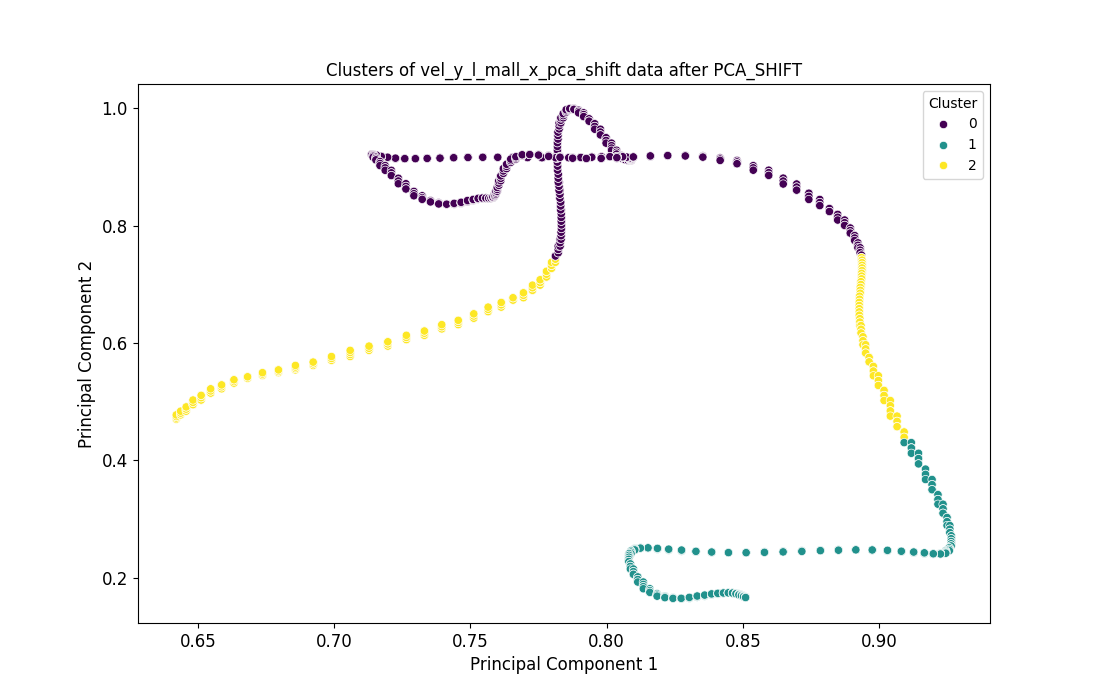 Clusters of vel_y_l_mall_x_pca_shift data after PCA_SHIFT
Cluster
0
1
2
Principal Component 2
1.0
0.8
0.6
0.4
0.2
0.65 0.70 0.75 0.80 0.85 0.90
Principal Component 1